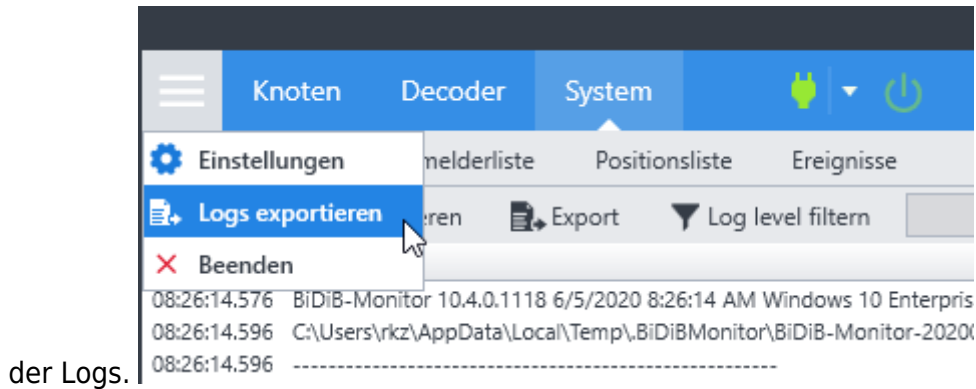 Knoten Decoder System
Einstellungen melderliste Positionsliste Ereignisse
Logs exportieren eren Export Log level filtern
Beenden
08:26:14.576 BiDiB-Monitor 10.4.0.1118 6/5/2020 8:26:14 AM Windows 10 Enterpris
08:26:14.596 C:\Users\rkz\AppData\Local\Temp\.BiDiBMonitor\BiDiB-Monitor-20200
08:26:14.596 -------------------------------------------------------
der Logs.